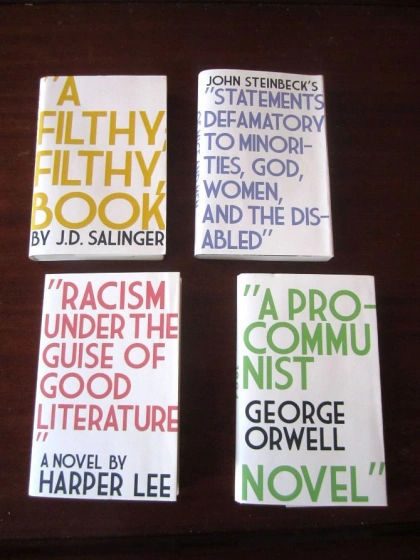 "A
FILTHY,
FILTHY,
BOOK
BY J.D. SALINGER
JOHN STEINBECK'S
"STATEMENTS
DEFAMATORY
TO MINORI-
TIES, GOD,
WOMEN,
AND THE DIS-
ABLED"
"RACISM
UNDER THE
GUISE OF
GOOD
LITERATURE
"
A NOVEL BY
HARPER LEE
"A PRO-
COMMU
NIST
GEORGE
ORWELL
NOVEL"